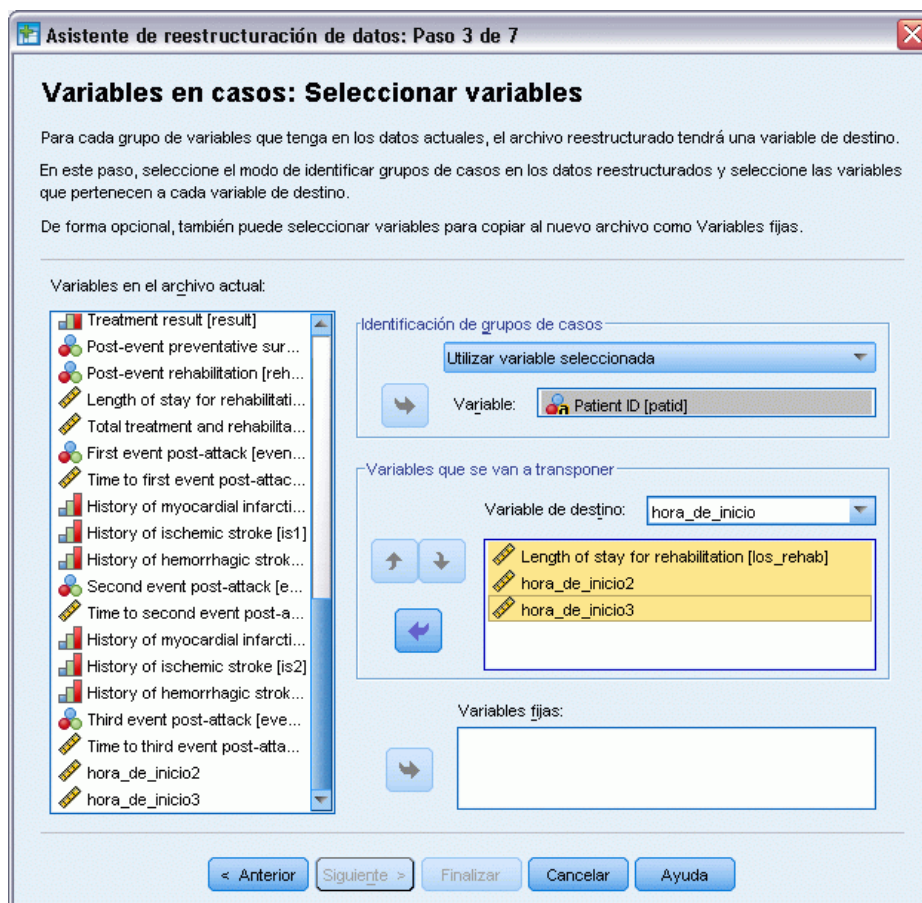 Asistente de reestructuración de datos: Paso 3 de 7
Variables en casos: Seleccionar variables
Para cada grupo de variables que tenga en los datos actuales, el archivo reestructurado tendrá una variable de destino.
En este paso, seleccione el modo de identificar grupos de casos en los datos reestructurados y seleccione las variables
que pertenecen a cada variable de destino.
De forma opcional, también puede seleccionar variables para copiar al nuevo archivo como Variables fijas.
Variables en el archivo actual:
Treatment result [result]
Post-event preventative sur...
Post-event rehabilitation [reh...
Length of stay for rehabilitati...
Total treatment and rehabilita...
First event post-attack [even...
Time to first event post-attac...
History of myocardial infarcti...
History of ischemic stroke [is1]
History of hemorrhagic strok...
Second event post-attack [e...
Time to second event post-a...
History of myocardial infarcti...
History of ischemic stroke [is2]
History of hemorrhagic strok...
Third event post-attack [eve...
Time to third event post-atta...
hora_de_inicio2
hora_de_inicio3
Identificación de grupos de casos
Utilizar variable seleccionada
Variable:
Patient ID [patid]
Variables que se van a transponer
Variable de destino:
hora_de_inicio
Length of stay for rehabilitation [los_rehab]
hora_de_inicio2
hora_de_inicio3
Variables fijas:
< Anterior
Siguiente >
Finalizar
Cancelar
Ayuda